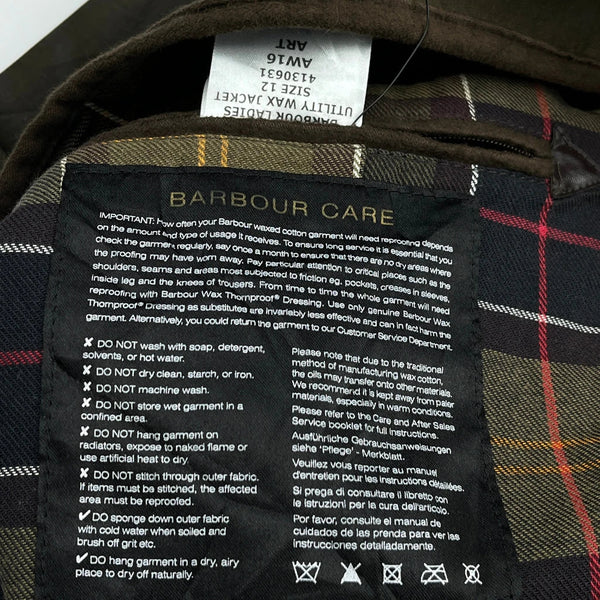 BARBOUR LADIES
UTILITY WAX JACKET
SIZE 12
4130631
AW16
ART
BARBOUR CARE
IMPORTANT: How often your Barbour waxed cotton garment will need reproofing depends
on the amount and type of usage it receives. To ensure long service it is essential that you
check the garment regularly, say once a month to ensure that there are no dry areas where
the proofing may have worn away. Pay particular attention to critical places such as the
shoulders, seams and areas most subjected to friction eg. pockets, creases in sleeves,
inside leg and the knees of trousers. From time to time the whole garment will need
reproofing with Barbour Wax Thornproof® Dressing. Use only genuine Barbour Wax
Thornproof® Dressing as substitutes are invariably less effective and can in fact harm the
garment. Alternatively, you could return the garment to our Customer Service Department.
✘ DO NOT wash with soap, detergent,
solvents, or hot water.
✘ DO NOT dry clean, starch, or iron.
✘ DO NOT machine wash.
✘ DO NOT store wet garment in a
confined area.
✘ DO NOT hang garment on
radiators, expose to naked flame or
use artificial heat to dry
✘ DO NOT stitch through outer fabric.
If items must be stitched, the affected
area must be reproofed.
✔ DO sponge down outer fabric
with cold water when soiled and
brush off grit etc.
✔ DO hang garment in a dry, airy
place to dry off naturally.
Please note that due to the traditional
method of manufacturing wax cotton,
the oils may transfer onto other materials.
We recommend it is kept away from paler
materials, especially in warm conditions.
Please refer to the Care and After Sales
Service booklet for full instructions.
Ausführliche Gebrauchsanweisungen
siehe 'Pflege' - Merkblatt.
Veuillez vous reporter au manuel
d'entretien pour les instructions détaillées.
Si prega di consultare il libretto con
le istruzioni per la cura dell'articolo.
Por favor, consulte el manual de
cuidados de las prenda para ver las
instrucciones detalladamente.